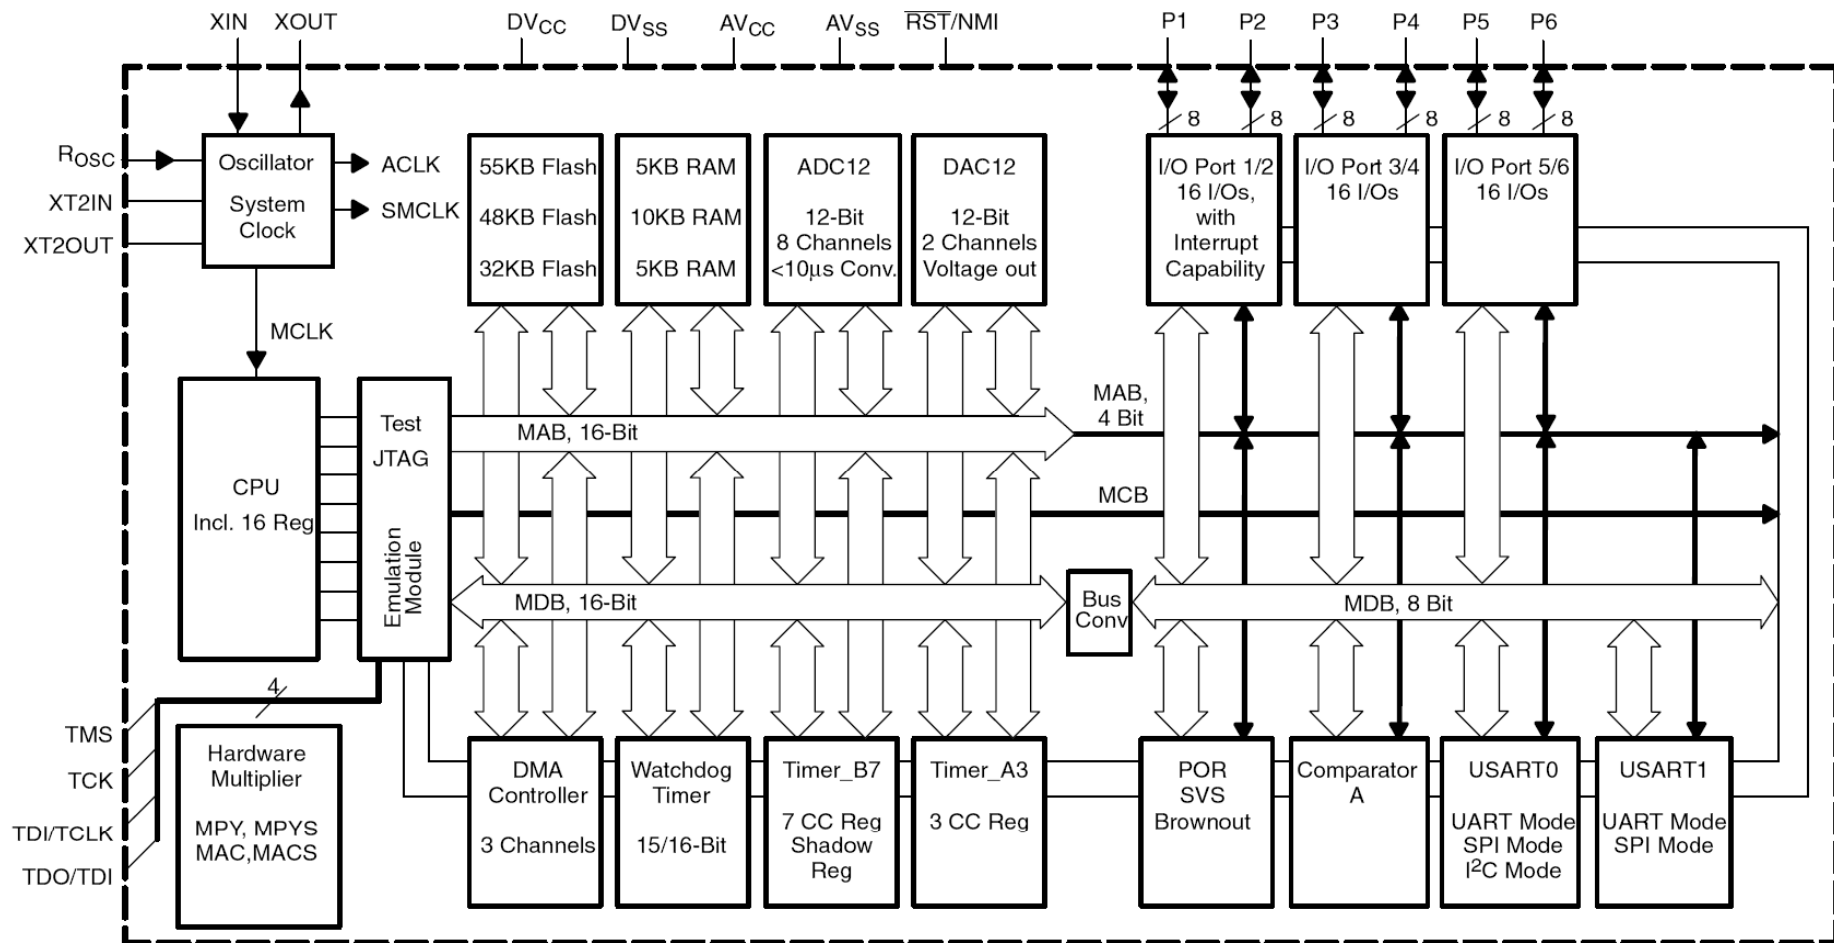 XIN XOUT DVCC DVSS AVCC AVSS RST/NMI P1 P2 P3 P4 P5 P6
8 8 8 8 8 8
ROSC
XT2IN
XT2OUT
Oscillator
System
Clock
ACLK
SMCLK
MCLK
55KB Flash
48KB Flash
32KB Flash
5KB RAM
10KB RAM
5KB RAM
ADC12
12-Bit
8 Channels
<10µs Conv.
DAC12
12-Bit
2 Channels
Voltage out
I/O Port 1/2
16 I/Os,
with
Interrupt
Capability
I/O Port 3/4
16 I/Os
I/O Port 5/6
16 I/Os
CPU
Incl. 16 Reg
Test
JTAG
Emulation
Module
MAB, 16-Bit
MAB,
4 Bit
MCB
MDB, 16-Bit
Bus
Conv
MDB, 8 Bit
4
TMS
TCK
TDI/TCLK
TDO/TDI
Hardware
Multiplier
MPY, MPYS
MAC,MACS
DMA
Controller
3 Channels
Watchdog
Timer
15/16-Bit
Timer_B7
7 CC Reg
Shadow
Reg
Timer_A3
3 CC Reg
POR
SVS
Brownout
Comparator
A
USART0
UART Mode
SPI Mode
I²C Mode
USART1
UART Mode
SPI Mode